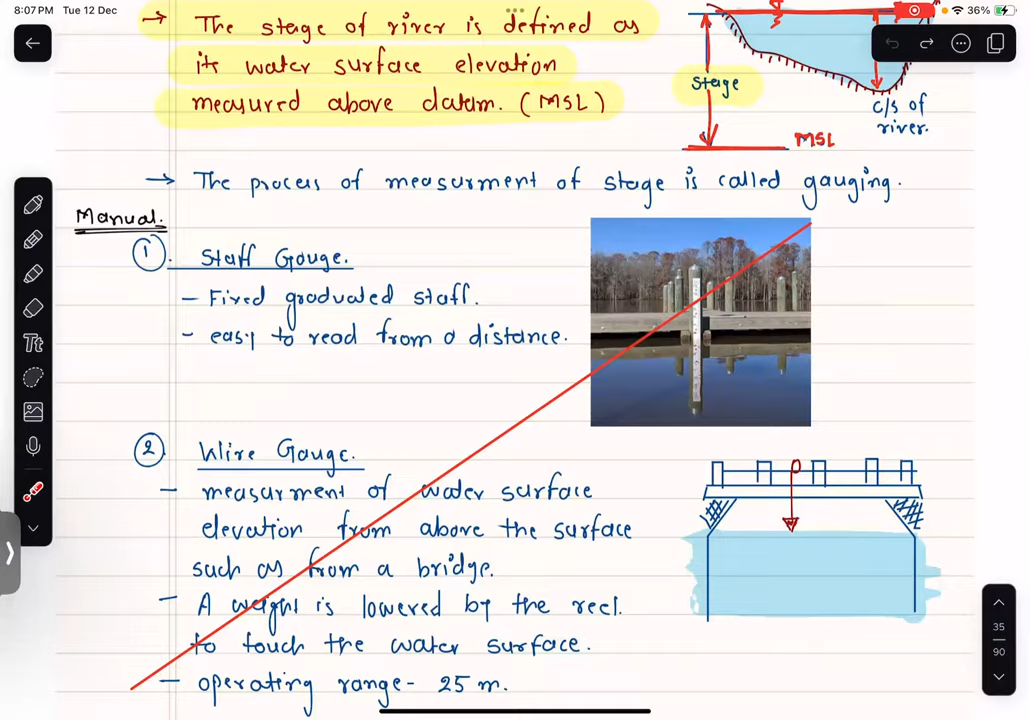 8:07 PM Tue 12 Dec
36%
→ The stage of river is defined as
its water surface elevation
measured above datum. (MSL)
stage
c/s of
river.
MSL
→ The process of measurment of stage is called gauging.
Manual.
1. Staff Gauge.
- Fixed graduated staff.
- easy to read from a distance.
2 Wire Gauge.
- measurment of water surface
elevation from above the surface
such as from a bridge.
- A weight is lowered by the reel.
to touch the water surface.
- operating range- 25 m.
Tt
35
90